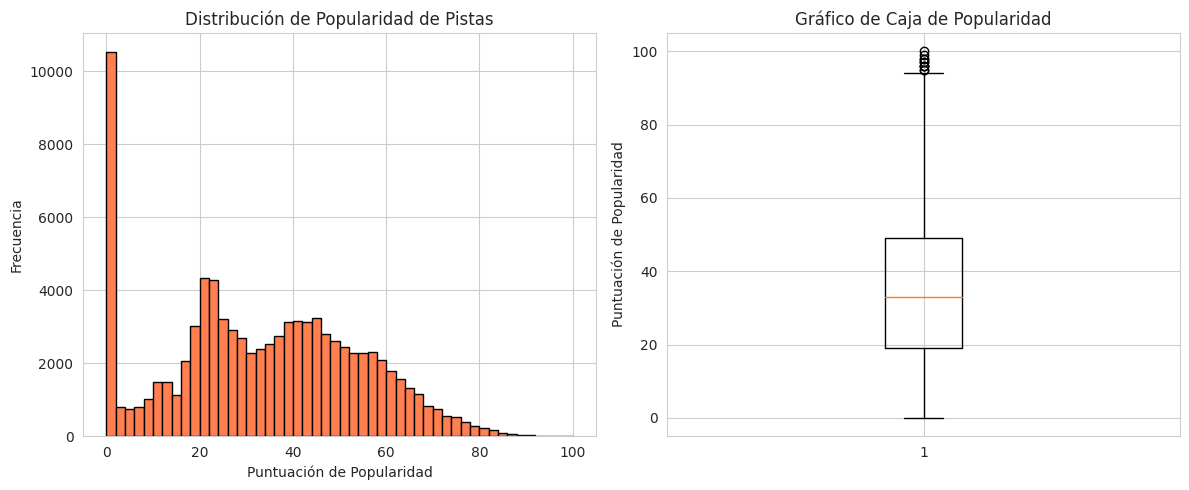 Distribución de Popularidad de Pistas
Frecuencia
10000
8000
6000
4000
2000
0
0 20 40 60 80 100
Puntuación de Popularidad
Gráfico de Caja de Popularidad
Puntuación de Popularidad
100
80
60
40
20
0
1